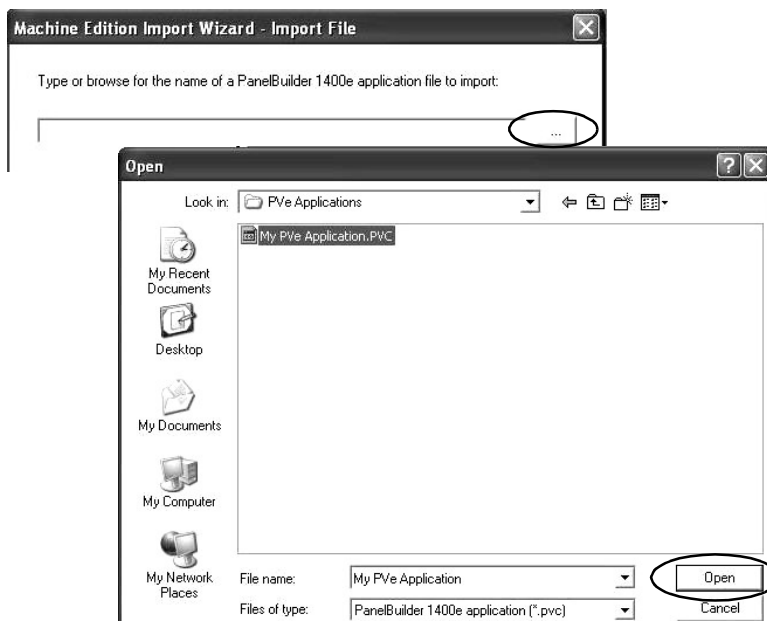 Machine Edition Import Wizard - Import File
Type or browse for the name of a PanelBuilder 1400e application file to import:
...
Open
Look in:
PVe Applications
My PVe Application.PVC
My Recent
Documents
Desktop
My Documents
My Computer
My Network
Places
File name:
My PVe Application
Open
Files of type:
PanelBuilder 1400e application (*.pvc)
Cancel